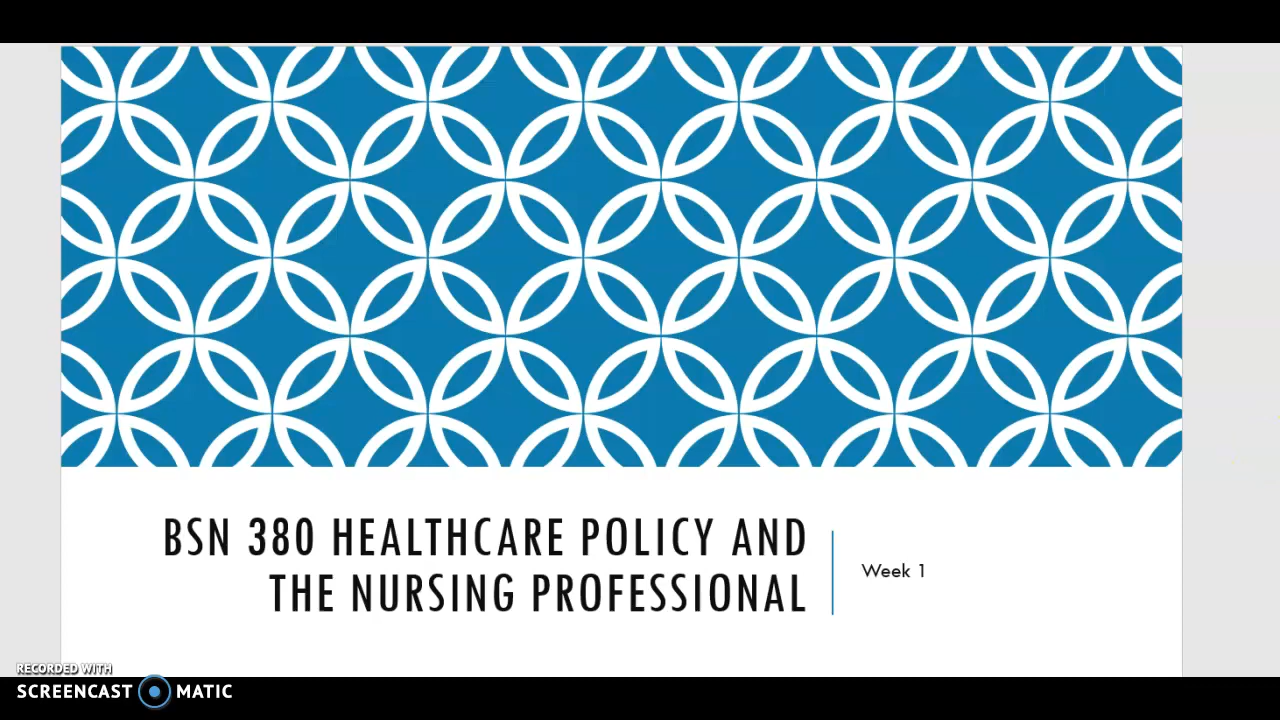 BSN 380 HEALTHCARE POLICY AND
THE NURSING PROFESSIONAL
Week 1
RECORDED WITH
SCREENCAST MATIC